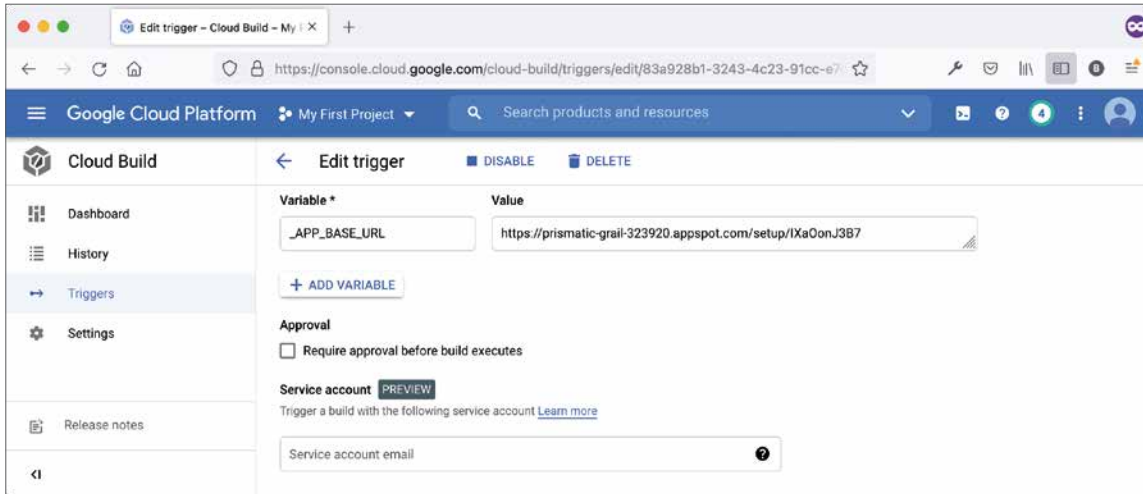 Edit trigger – Cloud Build – My
https://console.cloud.google.com/cloud-build/triggers/edit/83a928b1-3243-4c23-91cc-e7
Google Cloud Platform My First Project Search products and resources 4
Cloud Build Edit trigger DISABLE DELETE
Dashboard
History
Triggers
Settings
Release notes
Variable * Value
_APP_BASE_URL https://prismatic-grail-323920.appspot.com/setup/IXaOonJ3B7
+ ADD VARIABLE
Approval
Require approval before build executes
Service account PREVIEW
Trigger a build with the following service account Learn more
Service account email